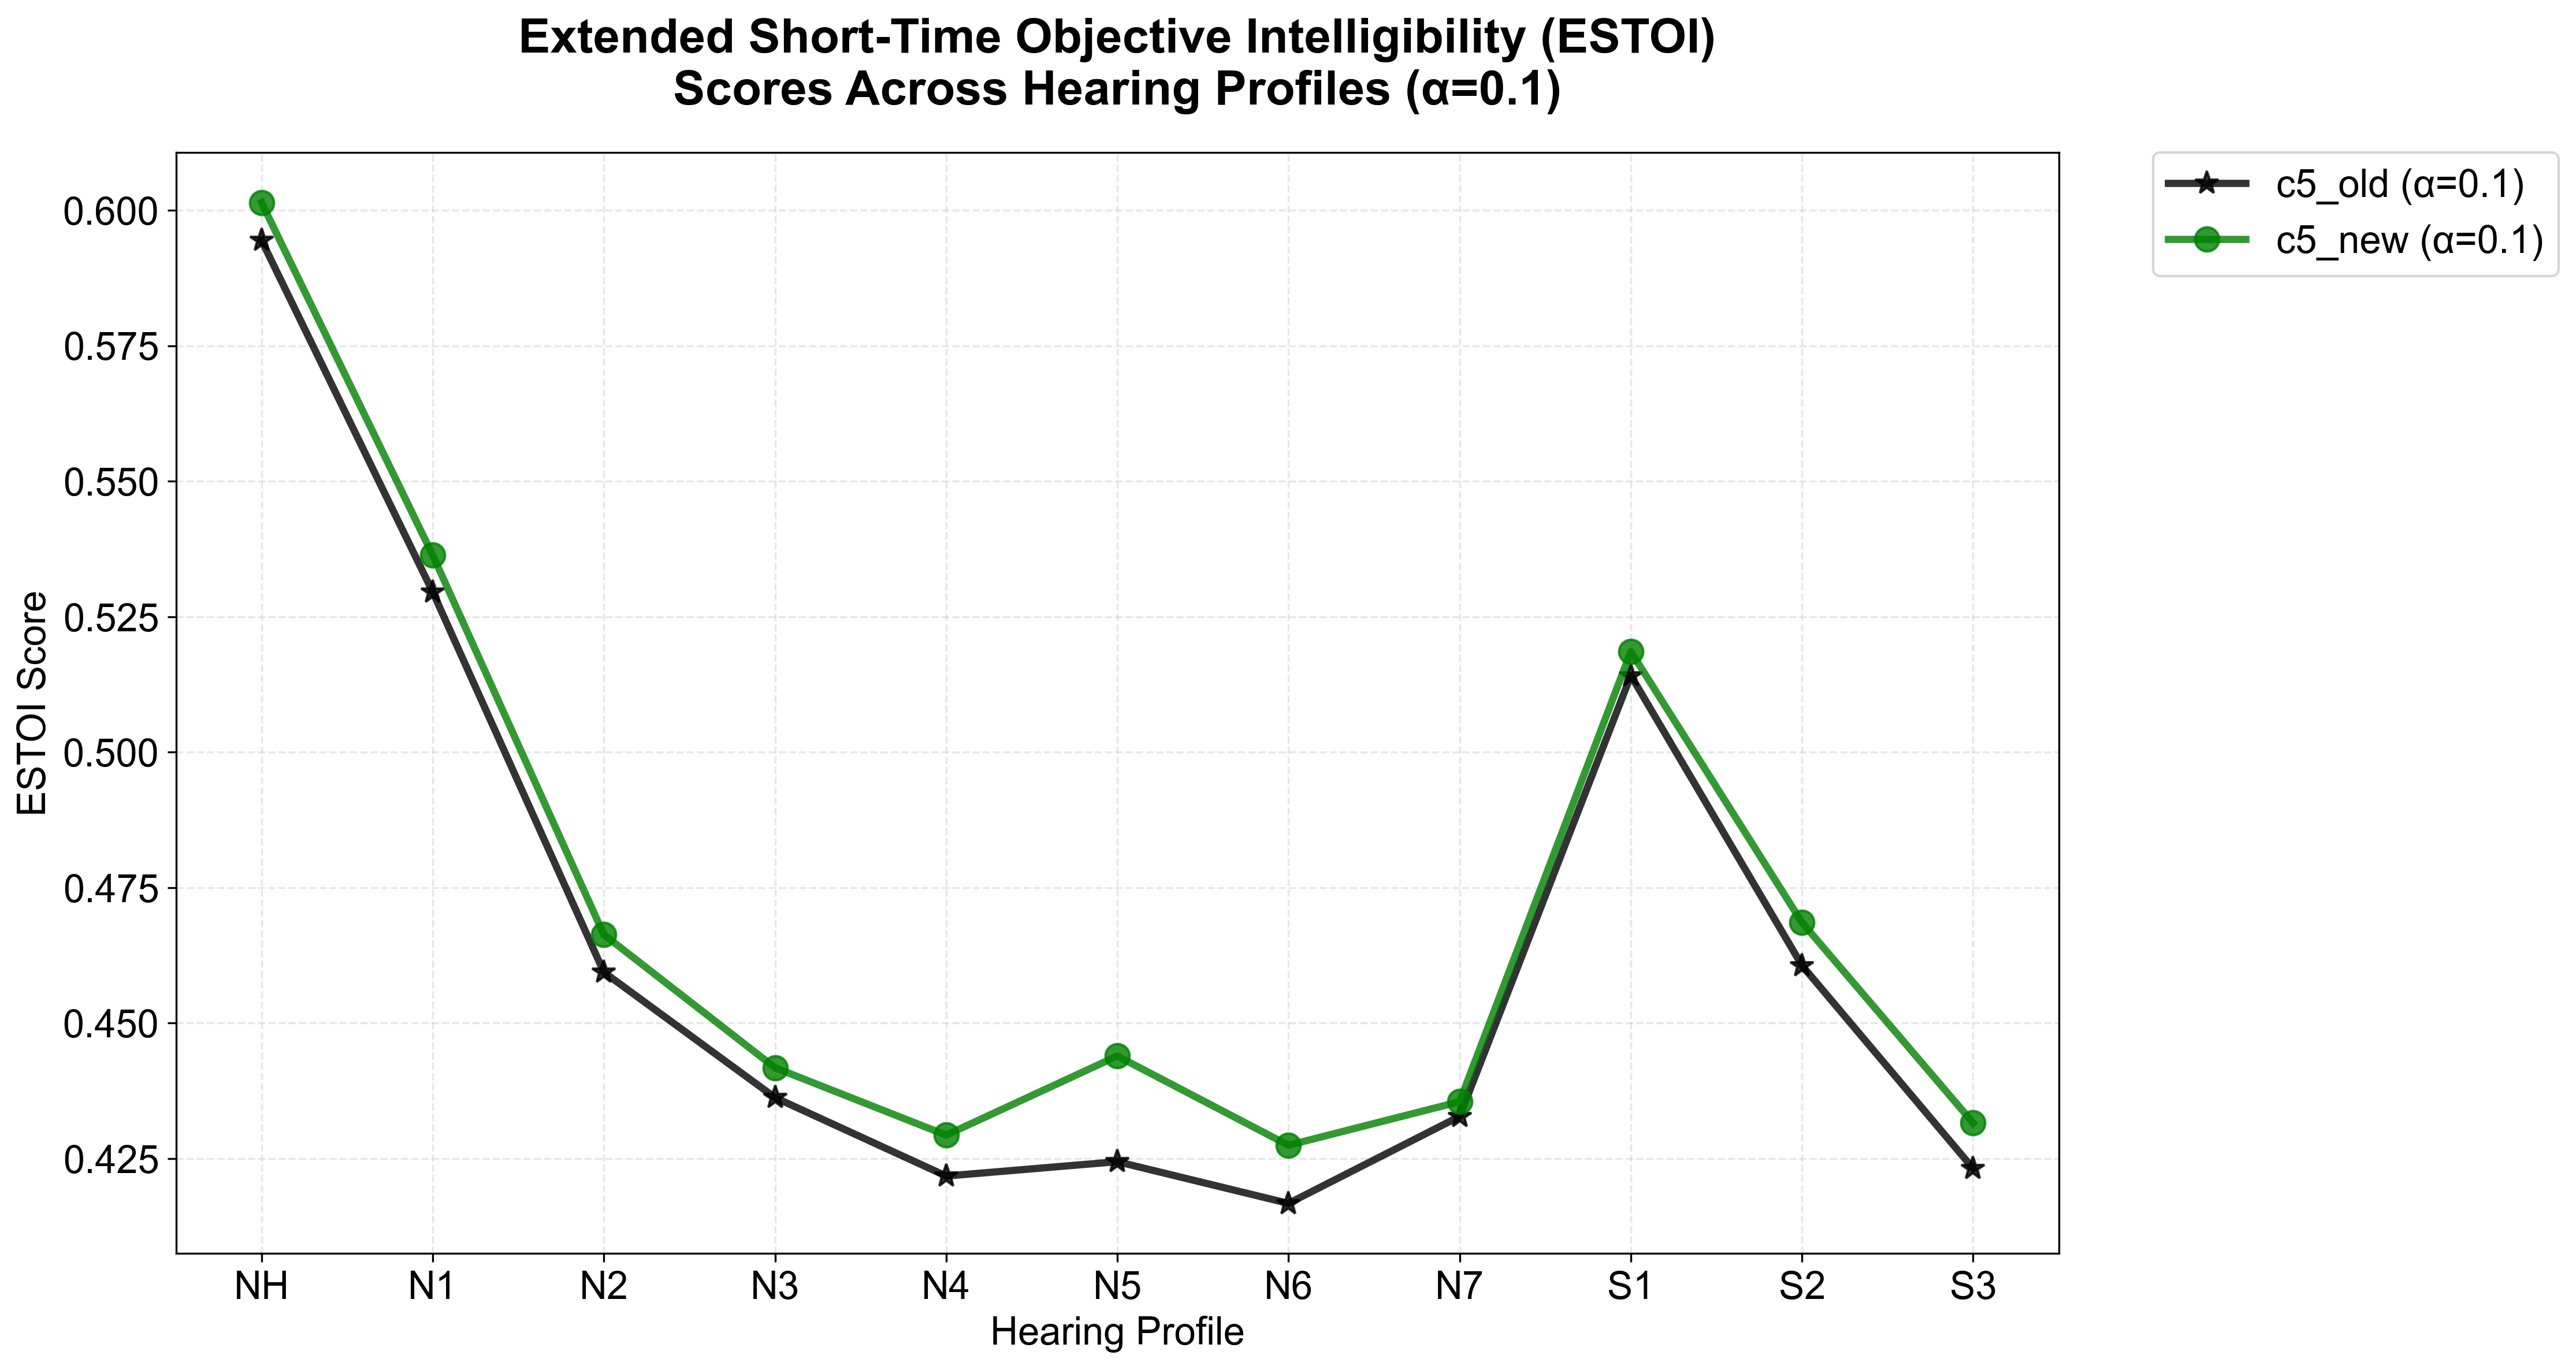 Extended Short-Time Objective Intelligibility (ESTOI)
Scores Across Hearing Profiles (α=0.1)
c5_old (α=0.1)
c5_new (α=0.1)
ESTOI Score
0.600
0.575
0.550
0.525
0.500
0.475
0.450
0.425
NH N1 N2 N3 N4 N5 N6 N7 S1 S2 S3
Hearing Profile